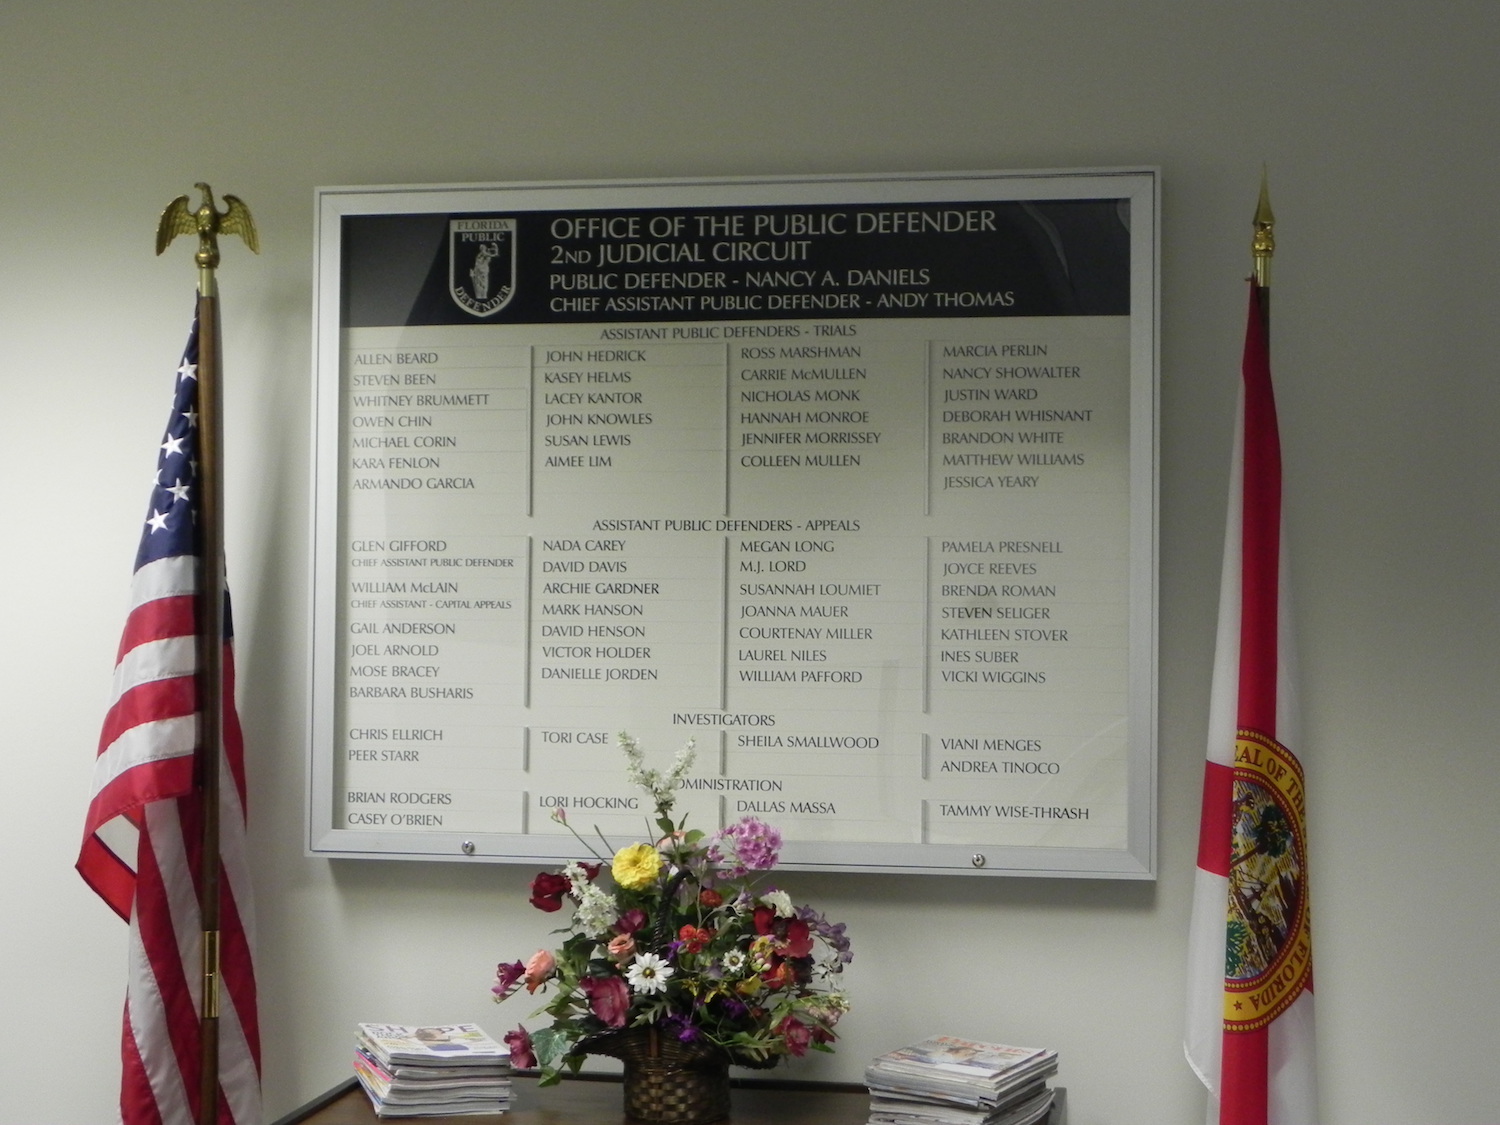 FLORIDA
PUBLIC
DEFENDER
OFFICE OF THE PUBLIC DEFENDER
2ND JUDICIAL CIRCUIT
PUBLIC DEFENDER - NANCY A. DANIELS
CHIEF ASSISTANT PUBLIC DEFENDER - ANDY THOMAS
ASSISTANT PUBLIC DEFENDERS - TRIALS
ALLEN BEARD
STEVEN BEEN
WHITNEY BRUMMETT
OWEN CHIN
MICHAEL CORIN
KARA FENLON
ARMANDO GARCIA
JOHN HEDRICK
KASEY HELMS
LACEY KANTOR
JOHN KNOWLES
SUSAN LEWIS
AIMEE LIM
ROSS MARSHMAN
CARRIE McMULLEN
NICHOLAS MONK
HANNAH MONROE
JENNIFER MORRISSEY
COLLEEN MULLEN
MARCIA PERLIN
NANCY SHOWALTER
JUSTIN WARD
DEBORAH WHISNANT
BRANDON WHITE
MATTHEW WILLIAMS
JESSICA YEARY
ASSISTANT PUBLIC DEFENDERS - APPEALS
GLEN GIFFORD
CHIEF ASSISTANT PUBLIC DEFENDER
WILLIAM McLAIN
CHIEF ASSISTANT - CAPITAL APPEALS
GAIL ANDERSON
JOEL ARNOLD
MOSE BRACEY
BARBARA BUSHARIS
NADA CAREY
DAVID DAVIS
ARCHIE GARDNER
MARK HANSON
DAVID HENSON
VICTOR HOLDER
DANIELLE JORDEN
MEGAN LONG
M.J. LORD
SUSANNAH LOUMIET
JOANNA MAUER
COURTENAY MILLER
LAUREL NILES
WILLIAM PAFFORD
PAMELA PRESNELL
JOYCE REEVES
BRENDA ROMAN
STEVEN SELIGER
KATHLEEN STOVER
INES SUBER
VICKI WIGGINS
INVESTIGATORS
CHRIS ELLRICH
PEER STARR
TORI CASE
SHEILA SMALLWOOD
VIANI MENGES
ANDREA TINOCO
DMINISTRATION
BRIAN RODGERS
CASEY O'BRIEN
LORI HOCKING
DALLAS MASSA
TAMMY WISE-THRASH
EAL OF THE
FLORIDA